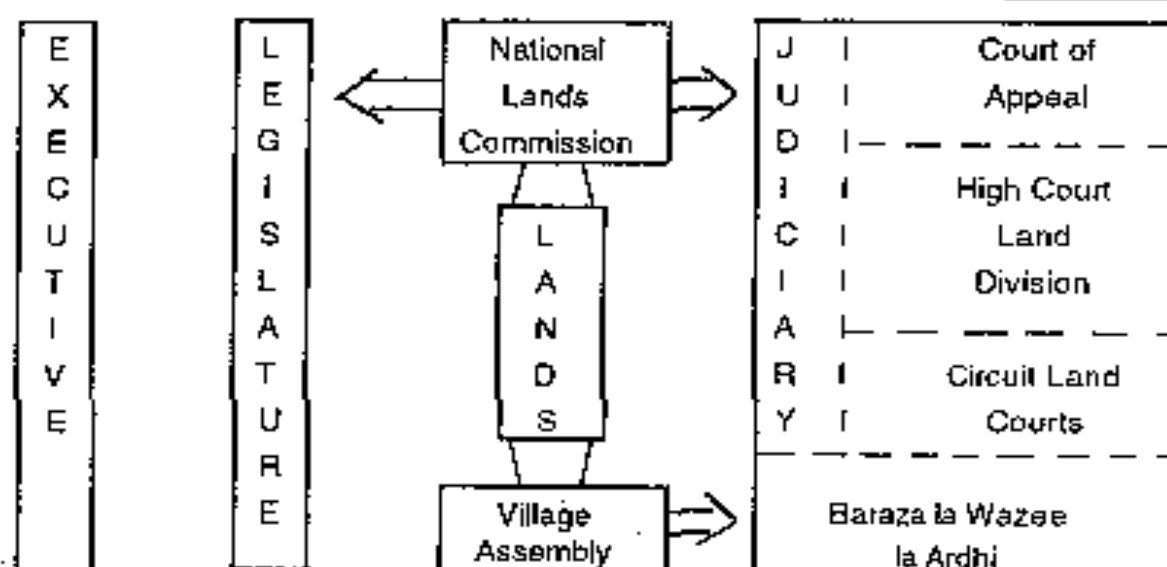 EXECUTIVE
LEGISLATURE
National
Lands
Commission
LANDS
Village
Assembly
JUDICIARY
Court of
Appeal
High Court
Land
Division
Circuit Land
Courts
Baraza la Wazee
la Ardhi